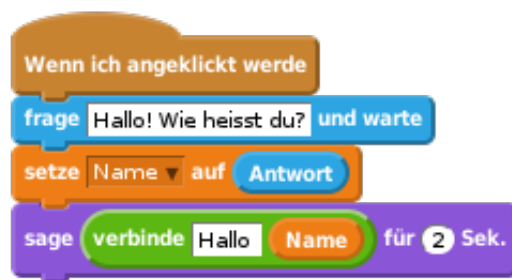 Wenn ich angeklickt werde
frage Hallo! Wie heisst du? und warte
setze Name ▾ auf Antwort
sage verbinde Hallo Name für 2 Sek.